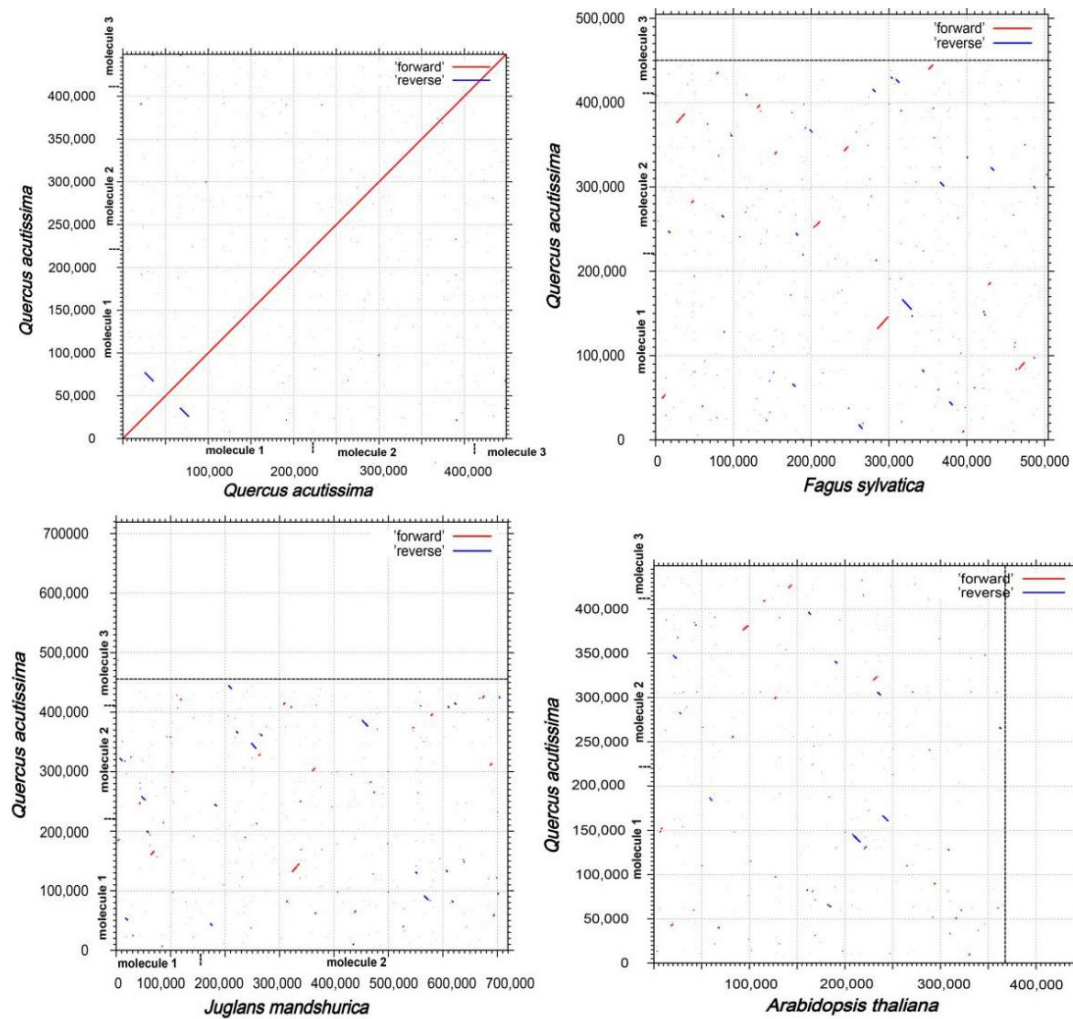 'forward'
'reverse'
400,000
350,000
300,000
250,000
200,000
150,000
100,000
50,000
0
Quercus acutissima
molecule 1
molecule 2
molecule 3
molecule 1
molecule 2
molecule 3
100,000 200,000 300,000 400,000
Quercus acutissima
'forward'
'reverse'
500,000
400,000
300,000
200,000
100,000
0
Quercus acutissima
molecule 1
molecule 2
molecule 3
0 100,000 200,000 300,000 400,000 500,000
Fagus sylvatica
'forward'
'reverse'
700000
600,000
500,000
400,000
300,000
200,000
100,000
0
Quercus acutissima
molecule 1
molecule 2
molecule 3
molecule 1
molecule 2
0 100,000 200,000 300,000 400,000 500,000 600,000 700,000
Juglans mandshurica
'forward'
'reverse'
400,000
350,000
300,000
250,000
200,000
150,000
100,000
50,000
0
Quercus acutissima
molecule 1
molecule 2
molecule 3
100,000 200,000 300,000 400,000
Arabidopsis thaliana